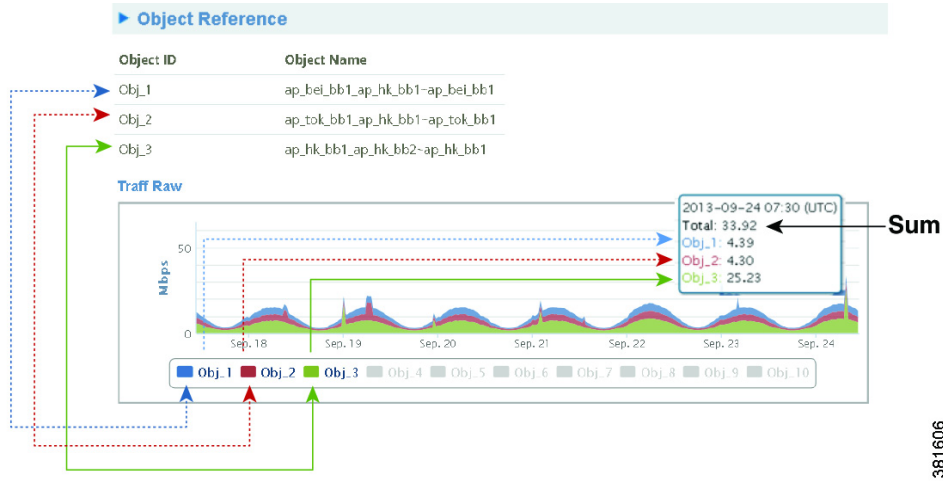 Object Reference
Object ID Object Name
Obj_1 ap_bei_bb1_ap_hk_bb1-ap_bei_bb1
Obj_2 ap_tok_bb1_ap_hk_bb1-ap_tok_bb1
Obj_3 ap_hk_bb1_ap_hk_bb2-ap_hk_bb1
Traff Raw
2013-09-24 07:30 (UTC)
Total: 33.92 Sum
Obj_1: 4.39
Obj_2: 4.30
Obj_3: 25.23
50
Mbps
0
Sep. 18 Sep. 19 Sep. 20 Sep. 21 Sep. 22 Sep. 23 Sep. 24
Obj_1 Obj_2 Obj_3 Obj_4 Obj_5 Obj_6 Obj_7 Obj_8 Obj_9 Obj_10
381606